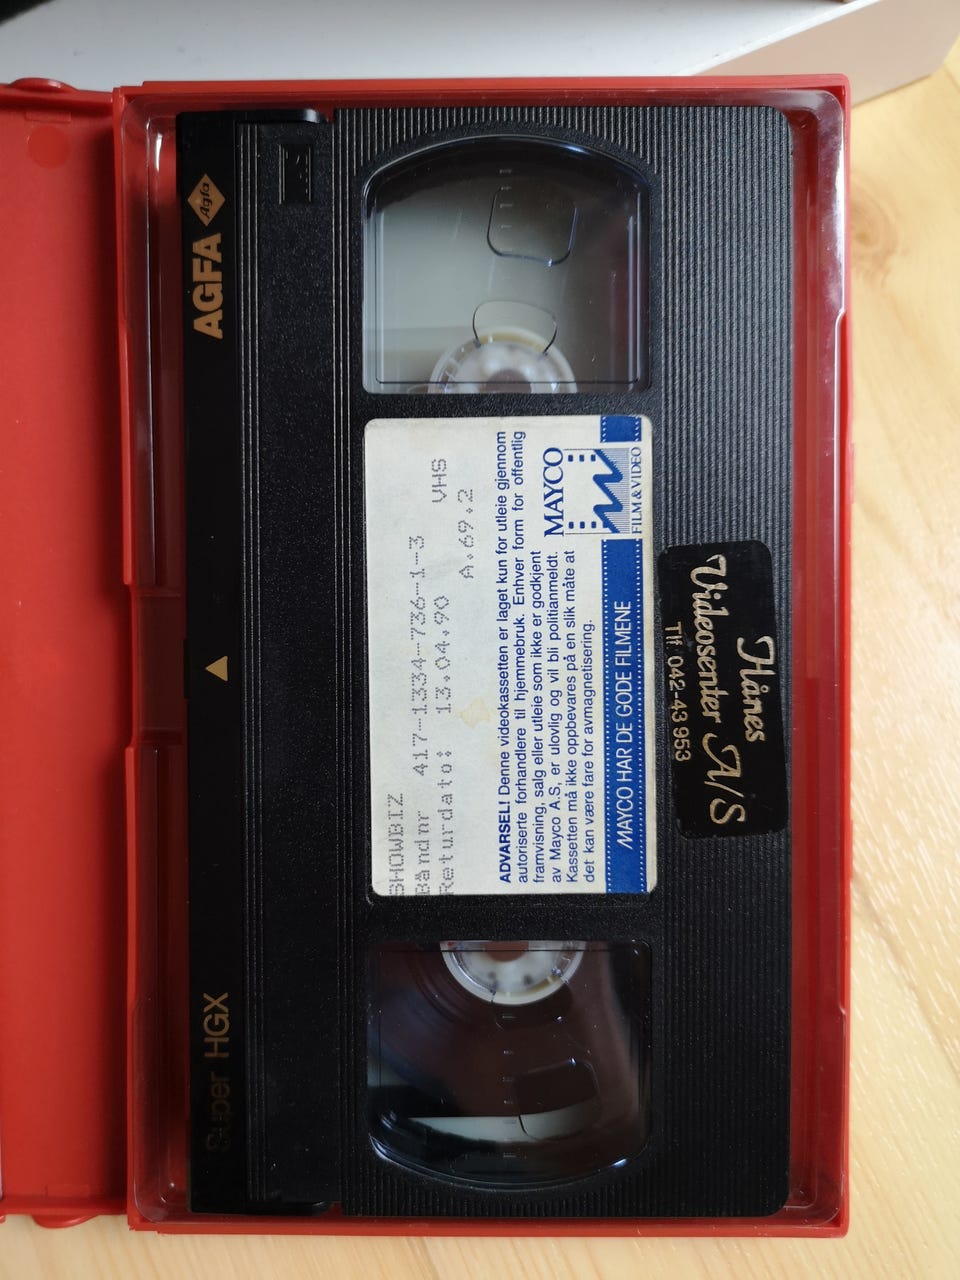 AGFA Agfa
Super HGX
SHOWBIZ
Båndnr 417-1334-736-1-3 VHS
Returdato: 13.04.90 A.69.2
ADVARSEL! Denne videokassetten er laget kun for utleie gjennom
autoriserte forhandlere til hjemmebruk. Enhver form for offentlig
framvisning, salg eller utleie som ikke er godkjent
av Mayco A.S, er ulovlig og vil bli politianmeldt.
Kassetten må ikke oppbevares på en slik måte at
det kan være fare for avmagnetisering.
MAYCO
FILM & VIDEO
MAYCO HAR DE GODE FILMENE
Hånes
Videosenter A/S
Tlf. 042-43 953